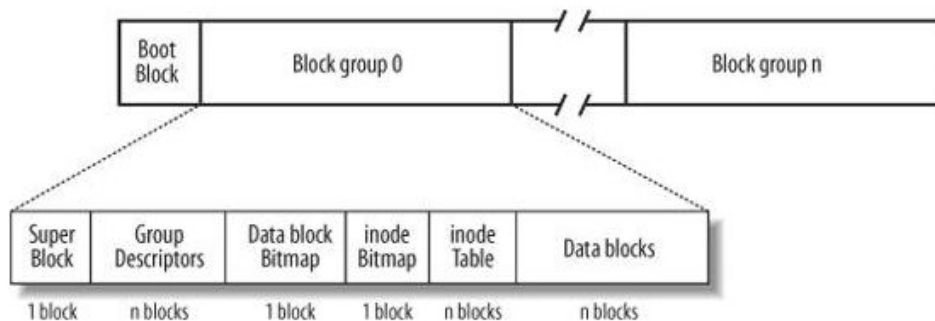 Boot
Block
Block group 0
Block group n
Super
Block
Group
Descriptors
Data block
Bitmap
inode
Bitmap
inode
Table
Data blocks
1 block
n blocks
1 block
1 block
n blocks
n blocks